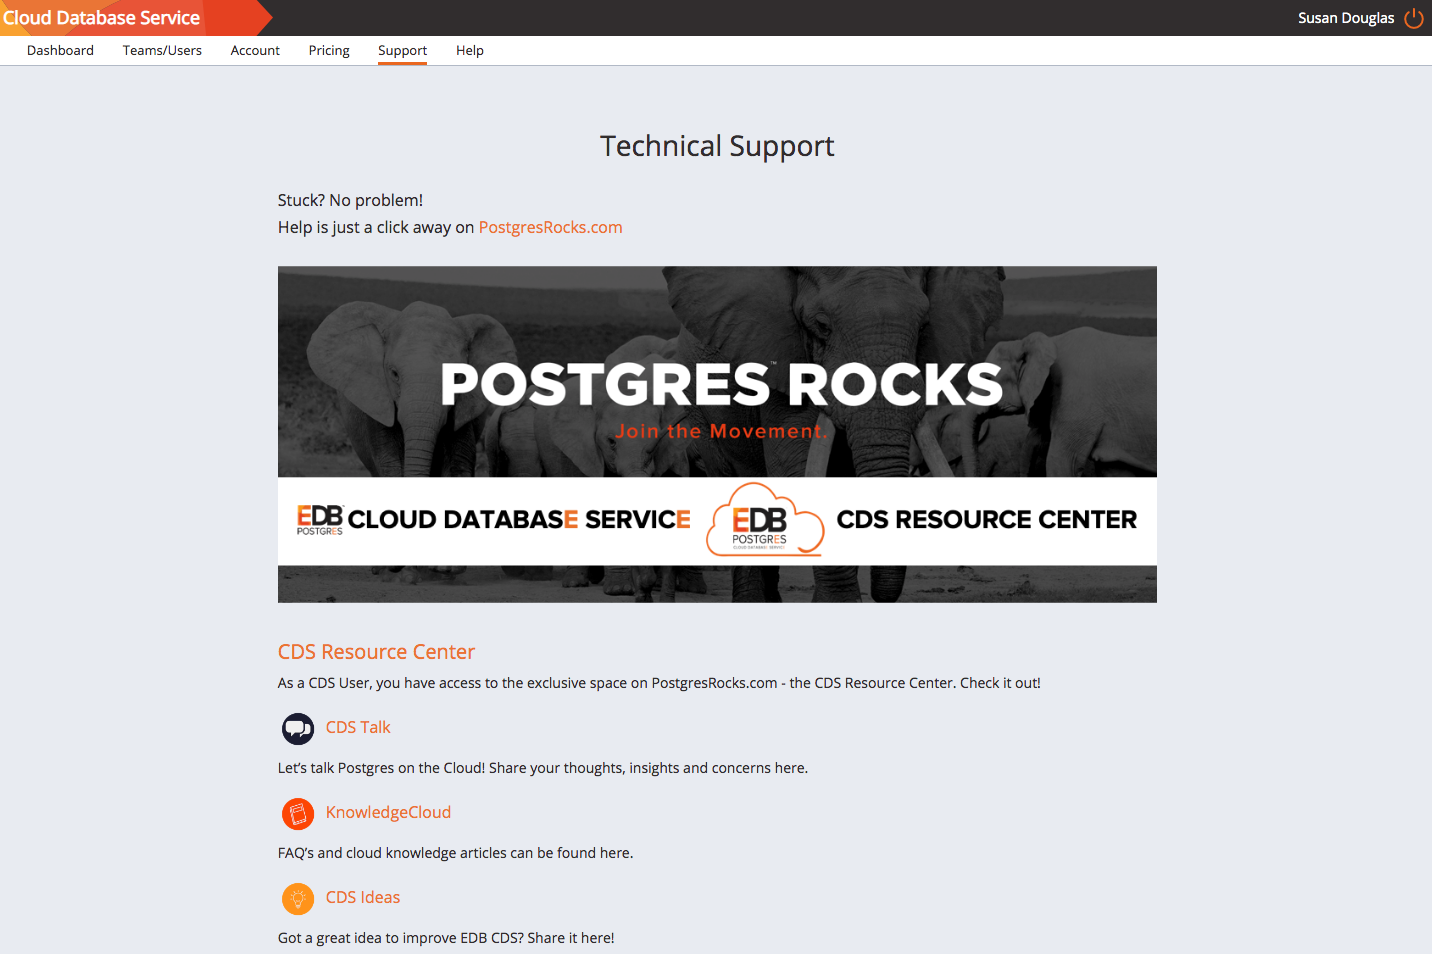 Cloud Database Service
Susan Douglas
Dashboard Teams/Users Account Pricing Support Help
Technical Support
Stuck? No problem!
Help is just a click away on PostgresRocks.com
POSTGRES™ ROCKS
Join the Movement.
EDB™ POSTGRES CLOUD DATABASE SERVICE
EDB POSTGRES
CLOUD DATABASE SERVICE
CDS RESOURCE CENTER
CDS Resource Center
As a CDS User, you have access to the exclusive space on PostgresRocks.com - the CDS Resource Center. Check it out!
CDS Talk
Let’s talk Postgres on the Cloud! Share your thoughts, insights and concerns here.
KnowledgeCloud
FAQ’s and cloud knowledge articles can be found here.
CDS Ideas
Got a great idea to improve EDB CDS? Share it here!